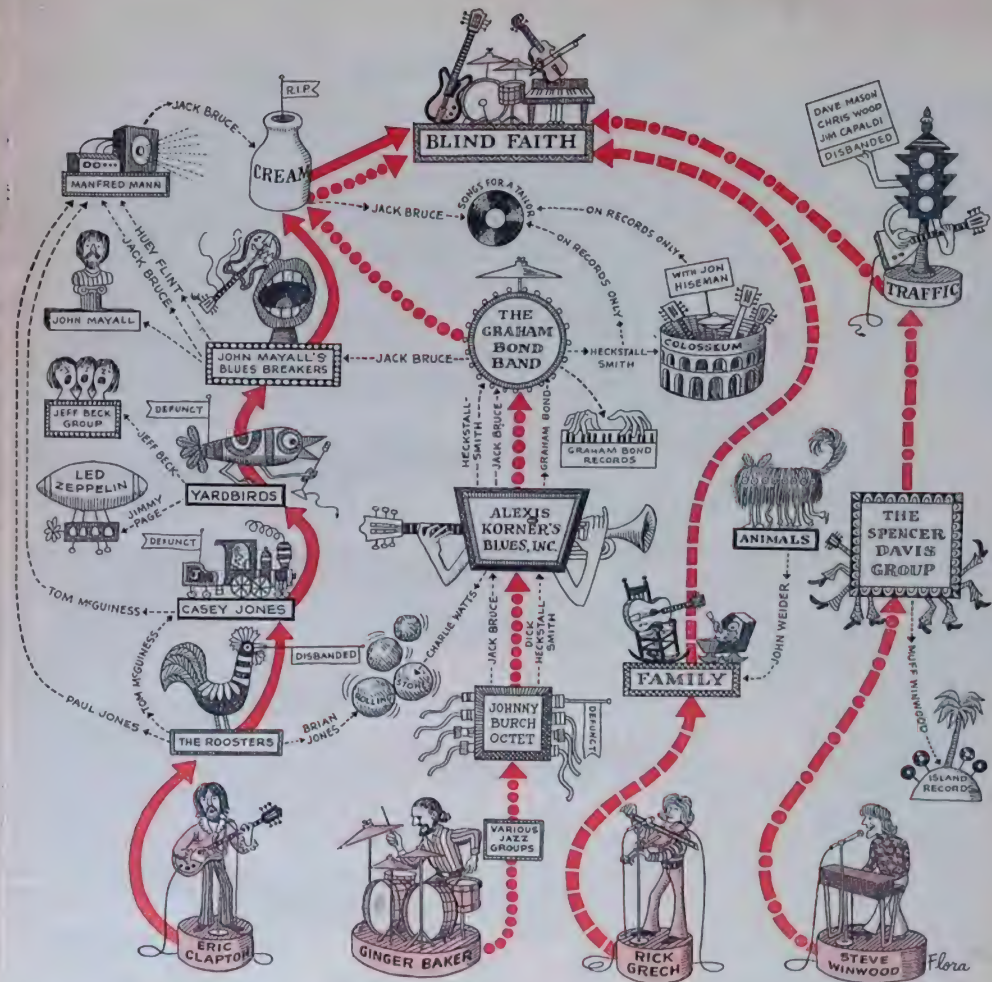 BLIND FAITH
R.I.P.
CREAM
JACK BRUCE
MANFRED MANN
DAVE MASON
CHRIS WOOD
JIM CAPALDI
DISBANDED
TRAFFIC
JACK BRUCE
SONGS FOR A TAILOR
ON RECORDS ONLY
ON RECORDS ONLY
HUEY FLINT
JACK BRUCE
JOHN MAYALL
JOHN MAYALL'S
BLUES BREAKERS
JACK BRUCE
THE
GRAHAM
BOND
BAND
HECKSTALL
SMITH
WITH JON
HISEMAN
COLOSSEUM
JEFF BECK
GROUP
JEFF BECK
DEFUNCT
YARDBIRDS
LED
ZEPPELIN
JIMMY
PAGE
HECKSTALL
SMITH
JACK BRUCE
GRAHAM BOND
GRAHAM BOND
RECORDS
ALEXIS
KORNER'S
BLUES, INC.
ANIMALS
THE
SPENCER
DAVIS
GROUP
DEFUNCT
CASEY JONES
TOM McGUINESS
TOM McGUINESS
PAUL JONES
THE ROOSTERS
DISBANDED
BRIAN
JONES
ROLLING
STONES
CHARLIE WATTS
JACK BRUCE
DICK
HECKSTALL
SMITH
JOHNNY
BURCH
OCTET
DEFUNCT
FAMILY
JOHN WEIDER
MUFF WINWOOD
ISLAND
RECORDS
VARIOUS
JAZZ
GROUPS
ERIC
CLAPTON
GINGER BAKER
RICK
GRECH
STEVE
WINWOOD
Flora